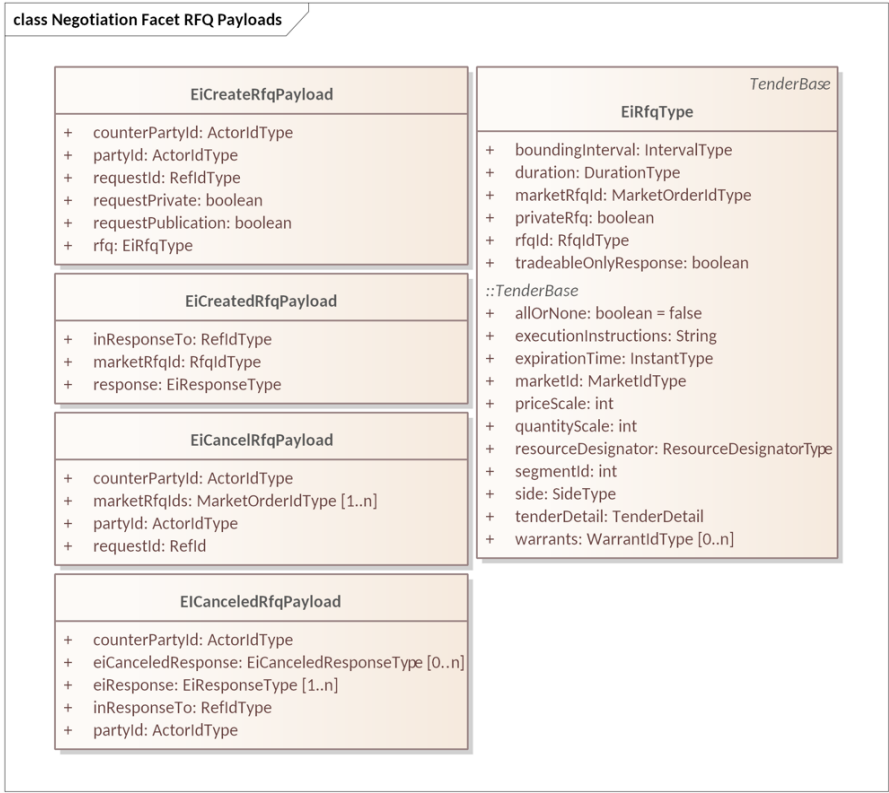 class Negotiation Facet RFQ Payloads
EiCreateRfqPayload
+ counterPartyId: ActorIdType
+ partyId: ActorIdType
+ requestId: RefIdType
+ requestPrivate: boolean
+ requestPublication: boolean
+ rfq: EiRfqType
EiCreatedRfqPayload
+ inResponseTo: RefIdType
+ marketRfqId: RfqIdType
+ response: EiResponseType
EiCancelRfqPayload
+ counterPartyId: ActorIdType
+ marketRfqIds: MarketOrderIdType [1..n]
+ partyId: ActorIdType
+ requestId: RefId
EICanceledRfqPayload
+ counterPartyId: ActorIdType
+ eiCanceledResponse: EiCanceledResponseType [0..n]
+ eiResponse: EiResponseType [1..n]
+ inResponseTo: RefIdType
+ partyId: ActorIdType
TenderBase
EiRfqType
+ boundingInterval: IntervalType
+ duration: DurationType
+ marketRfqId: MarketOrderIdType
+ privateRfq: boolean
+ rfqId: RfqIdType
+ tradeableOnlyResponse: boolean
::TenderBase
+ allOrNone: boolean = false
+ executionInstructions: String
+ expirationTime: InstantType
+ marketId: MarketIdType
+ priceScale: int
+ quantityScale: int
+ resourceDesignator: ResourceDesignatorType
+ segmentId: int
+ side: SideType
+ tenderDetail: TenderDetail
+ warrants: WarrantIdType [0..n]